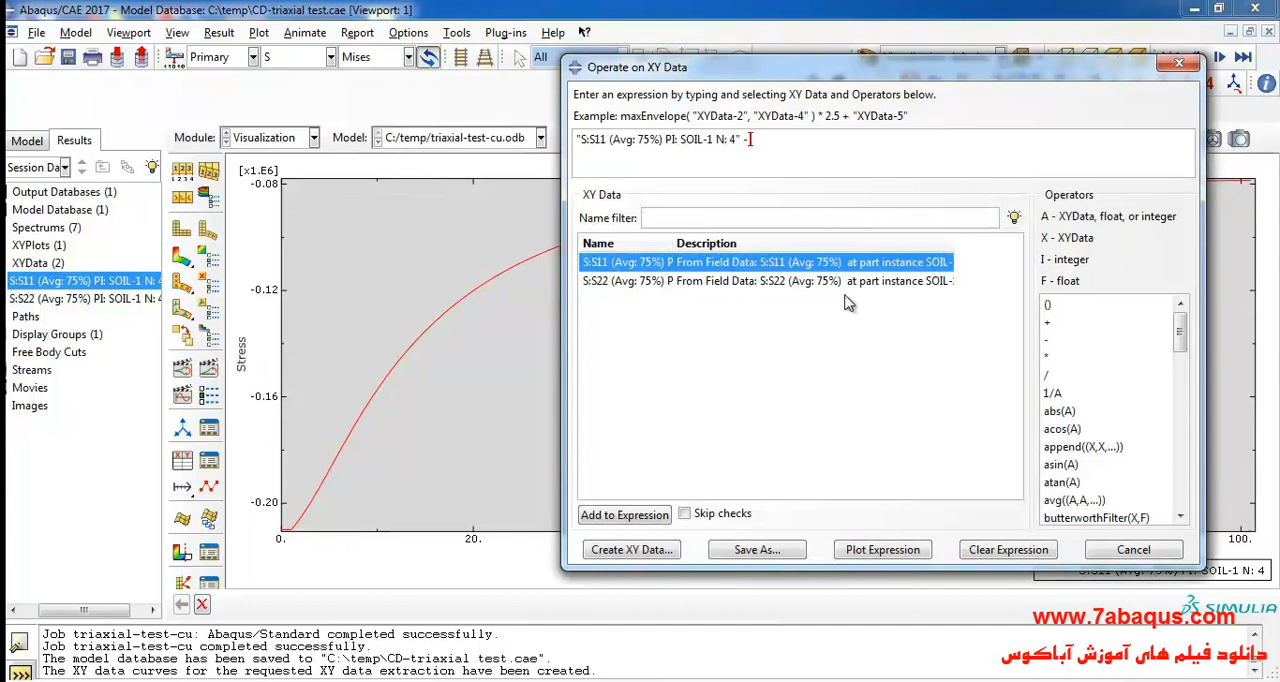 Abaqus/CAE 2017 - Model Database: C:\temp\CD-triaxial test.cae [Viewport: 1]
File Model Viewport View Result Plot Animate Report Options Tools Plug-ins Help
Primary S Mises All
Operate on XY Data
Enter an expression by typing and selecting XY Data and Operators below.
Example: maxEnvelope( "XYData-2", "XYData-4" ) * 2.5 + "XYData-5"
"S:S11 (Avg: 75%) PI: SOIL-1 N: 4" -
Model Results
Module: Visualization Model: C:/temp/triaxial-test-cu.odb
Session Da
Output Databases (1)
Model Database (1)
Spectrums (7)
XYPlots (1)
XYData (2)
S:S11 (Avg: 75%) PI: SOIL-1 N: 4
S:S22 (Avg: 75%) PI: SOIL-1 N: 4
Paths
Display Groups (1)
Free Body Cuts
Streams
Movies
Images
[x1.E6]
-0.08
-0.12
-0.16
-0.20
Stress
0. 20. 100.
S:S11 (Avg: 75%) PI: SOIL-1 N: 4
XY Data
Name filter:
Name Description
S:S11 (Avg: 75%) P From Field Data: S:S11 (Avg: 75%) at part instance SOIL-
S:S22 (Avg: 75%) P From Field Data: S:S22 (Avg: 75%) at part instance SOIL-
Add to Expression Skip checks
Operators
A - XYData, float, or integer
X - XYData
I - integer
F - float
()
+
-
*
/
1/A
abs(A)
acos(A)
append((X,X,...))
asin(A)
atan(A)
avg((A,A,...))
butterworthFilter(X,F)
Create XY Data... Save As... Plot Expression Clear Expression Cancel
SIMULIA
www.7abaqus.com
دانلود فیلم های آموزش آباکوس
Job triaxial-test-cu: Abaqus/Standard completed successfully.
Job triaxial-test-cu completed successfully.
The model database has been saved to "C:\temp\CD-triaxial test.cae".
The XY data curves for the requested XY data extraction have been created.
>>>